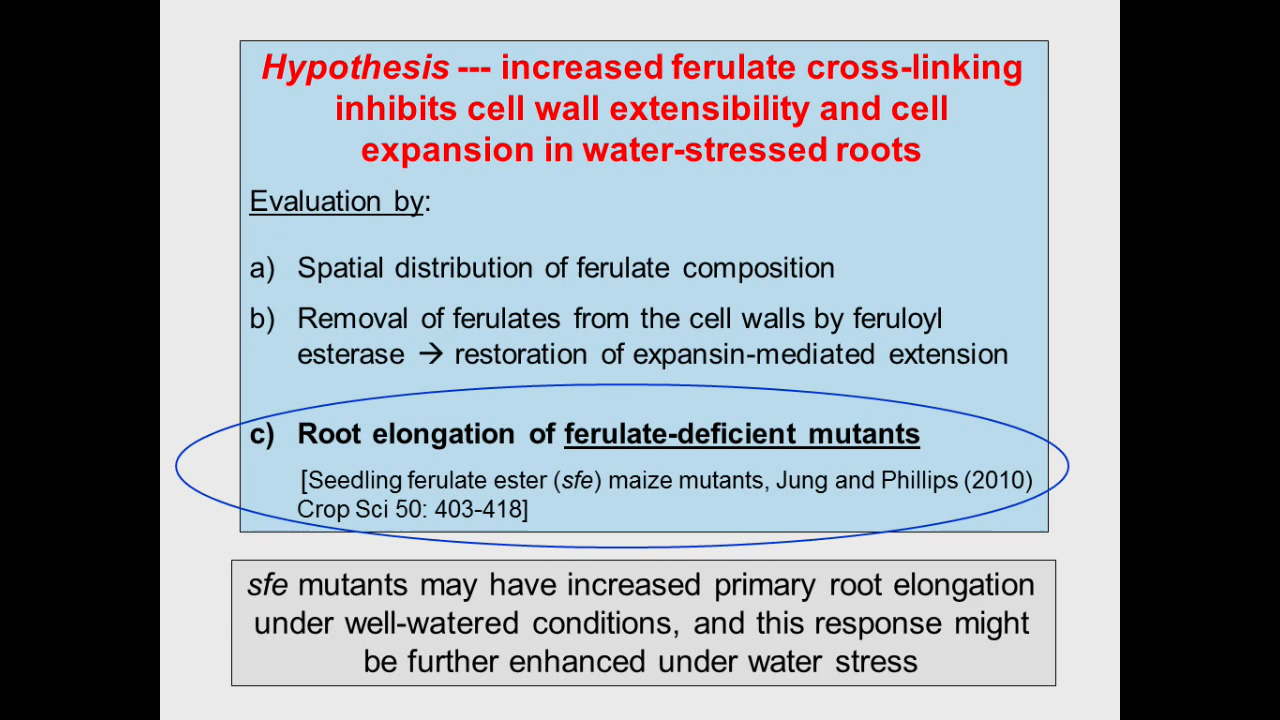 Hypothesis --- increased ferulate cross-linking
inhibits cell wall extensibility and cell
expansion in water-stressed roots
Evaluation by:
a) Spatial distribution of ferulate composition
b) Removal of ferulates from the cell walls by feruloyl
esterase → restoration of expansin-mediated extension
c) Root elongation of ferulate-deficient mutants
[Seedling ferulate ester (sfe) maize mutants, Jung and Phillips (2010)
Crop Sci 50: 403-418]
sfe mutants may have increased primary root elongation
under well-watered conditions, and this response might
be further enhanced under water stress